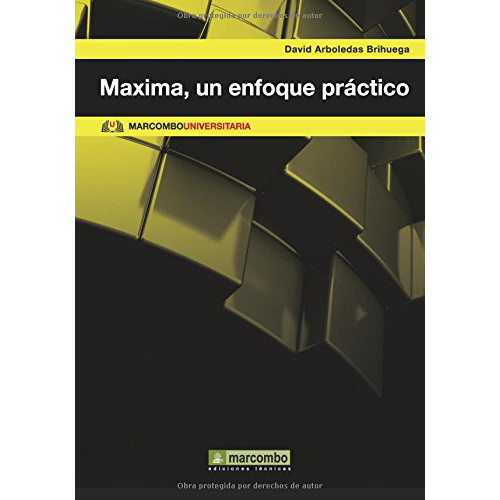 Obra protegida por derechos de autor
David Arboledas Brihuega
Maxima, un enfoque práctico
U
MARCOMBOUNIVERSITARIA
marcombo
ediciones técnicas
Obra protegida por derechos de autor